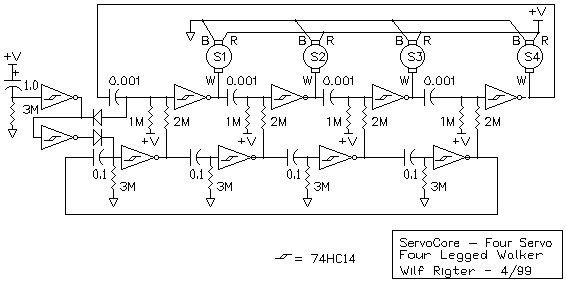 +V
B R B R B R B R
+V
S1 S2 S3 S4
+ 1.0
W W W W
0.001 0.001 0.001 0.001
3M
1M 2M 1M 2M 1M 2M 1M 2M
+V +V +V +V
0.1 3M 0.1 3M 0.1 3M 0.1 3M
= 74HC14
ServoCore - Four Servo
Four Legged Walker
Wilf Rigter - 4/99